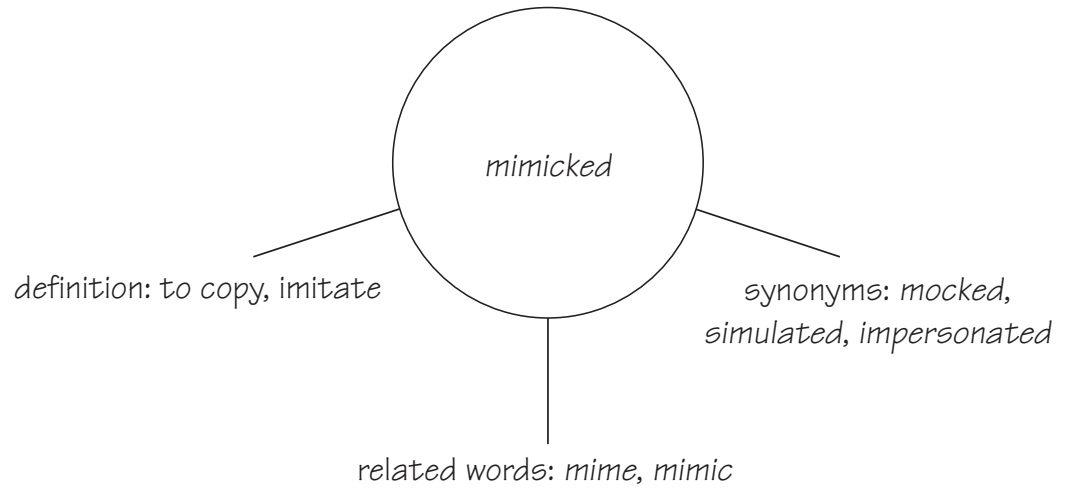 mimicked
definition: to copy, imitate
synonyms: mocked,
simulated, impersonated
related words: mime, mimic